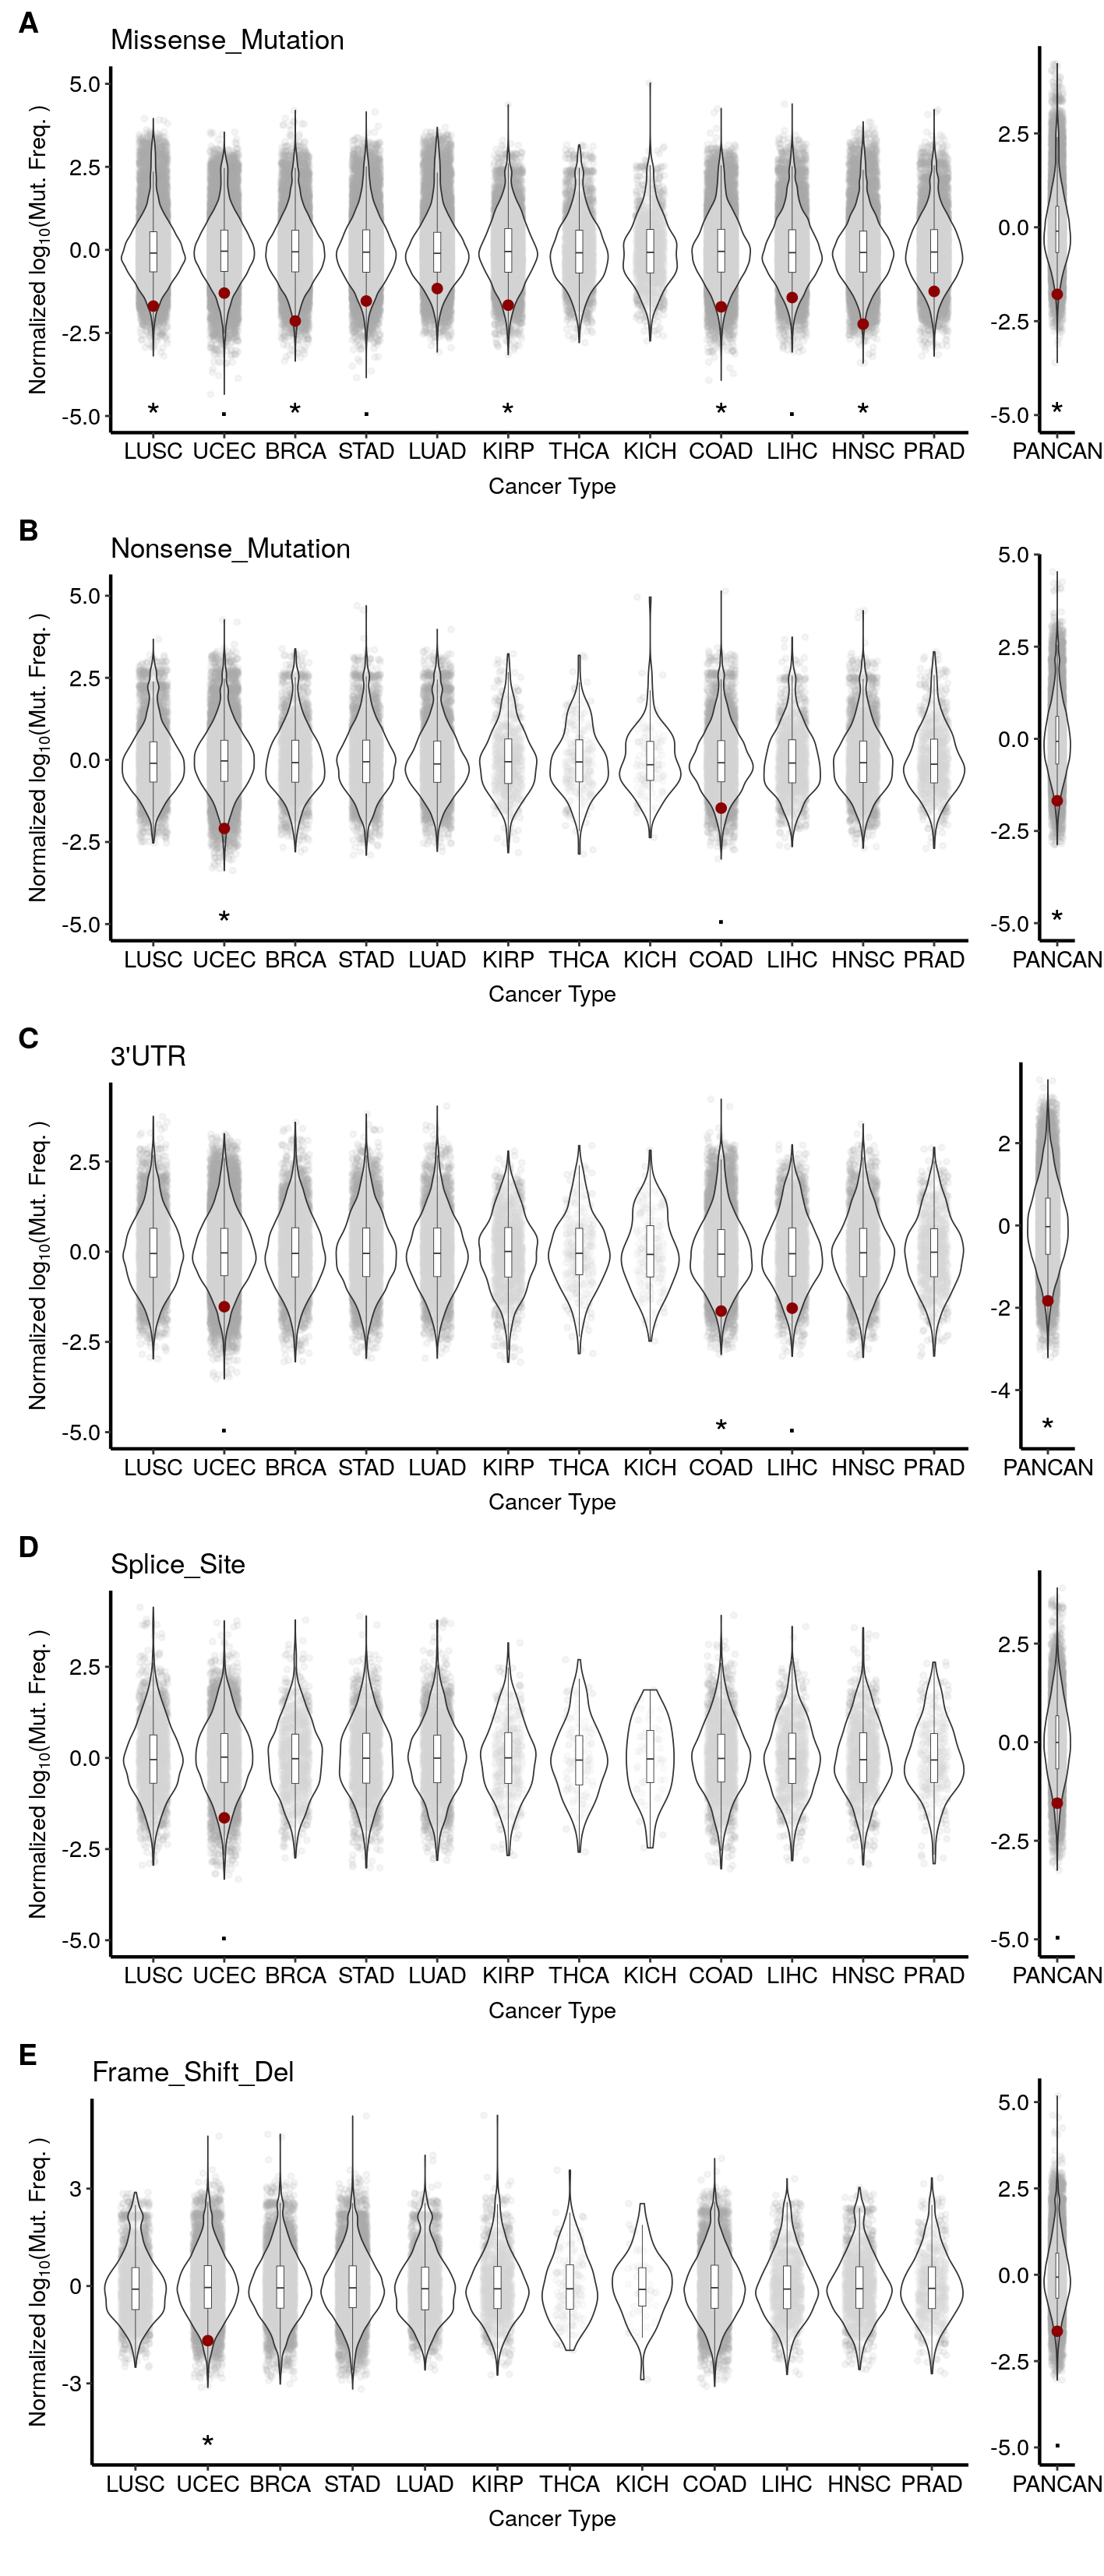 A
Missense_Mutation
Normalized log10(Mut. Freq. )
5.0
2.5
0.0
-2.5
-5.0
* . * . * * . *
LUSC UCEC BRCA STAD LUAD KIRP THCA KICH COAD LIHC HNSC PRAD
Cancer Type
2.5
0.0
-2.5
-5.0
*
PANCAN
B
Nonsense_Mutation
Normalized log10(Mut. Freq. )
5.0
2.5
0.0
-2.5
-5.0
* .
LUSC UCEC BRCA STAD LUAD KIRP THCA KICH COAD LIHC HNSC PRAD
Cancer Type
5.0
2.5
0.0
-2.5
-5.0
*
PANCAN
C
3'UTR
Normalized log10(Mut. Freq. )
2.5
0.0
-2.5
-5.0
. * .
LUSC UCEC BRCA STAD LUAD KIRP THCA KICH COAD LIHC HNSC PRAD
Cancer Type
2
0
-2
-4
*
PANCAN
D
Splice_Site
Normalized log10(Mut. Freq. )
2.5
0.0
-2.5
-5.0
.
LUSC UCEC BRCA STAD LUAD KIRP THCA KICH COAD LIHC HNSC PRAD
Cancer Type
2.5
0.0
-2.5
-5.0
.
PANCAN
E
Frame_Shift_Del
Normalized log10(Mut. Freq. )
3
0
-3
*
LUSC UCEC BRCA STAD LUAD KIRP THCA KICH COAD LIHC HNSC PRAD
Cancer Type
5.0
2.5
0.0
-2.5
-5.0
.
PANCAN